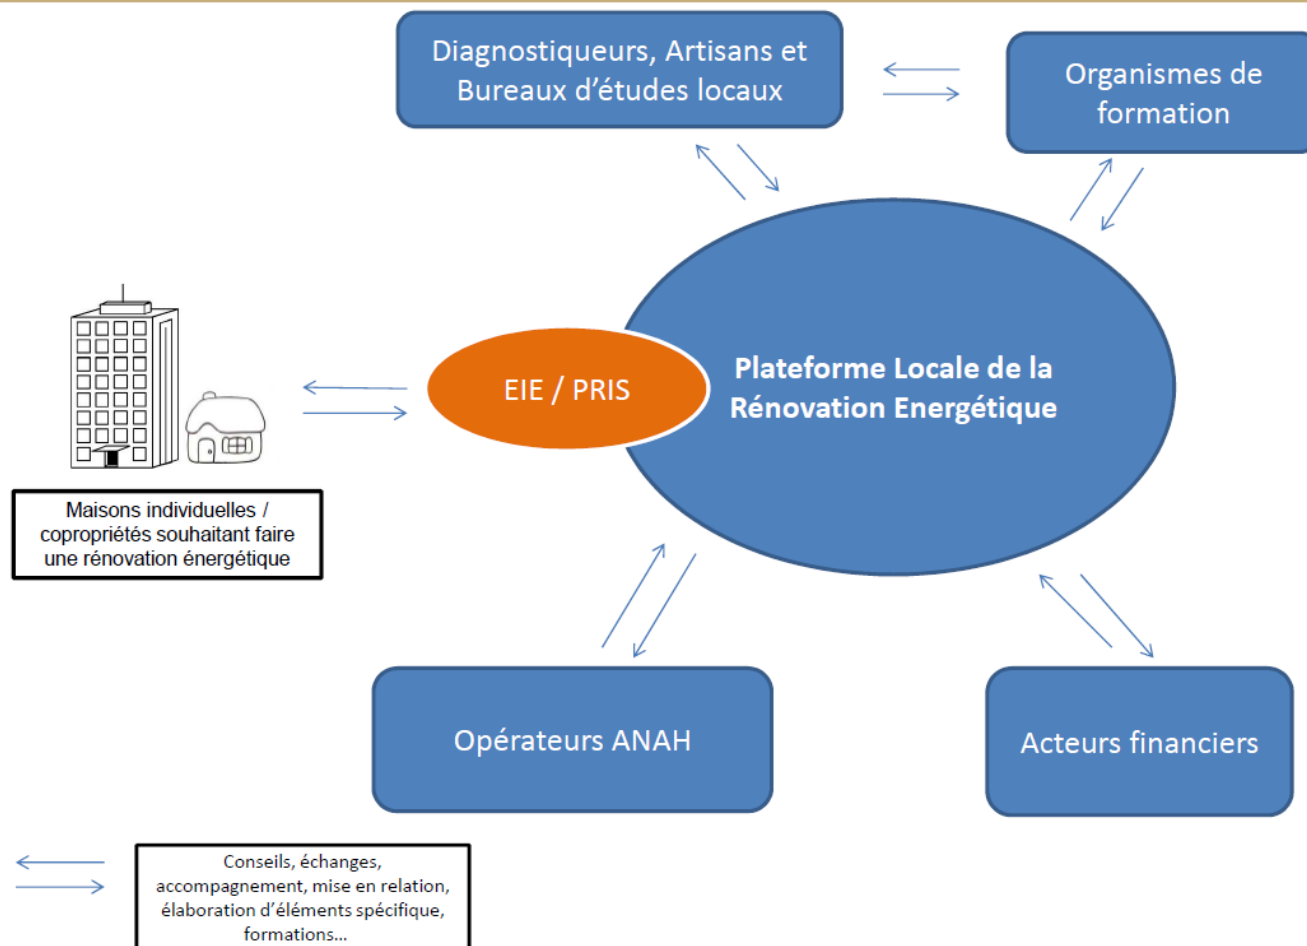 Diagnostiqueurs, Artisans et
Bureaux d'études locaux
Organismes de
formation
EIE / PRIS
Plateforme Locale de la
Rénovation Energétique
Maisons individuelles /
copropriétés souhaitant faire
une rénovation énergétique
Opérateurs ANAH
Acteurs financiers
Conseils, échanges,
accompagnement, mise en relation,
élaboration d'éléments spécifique,
formations...